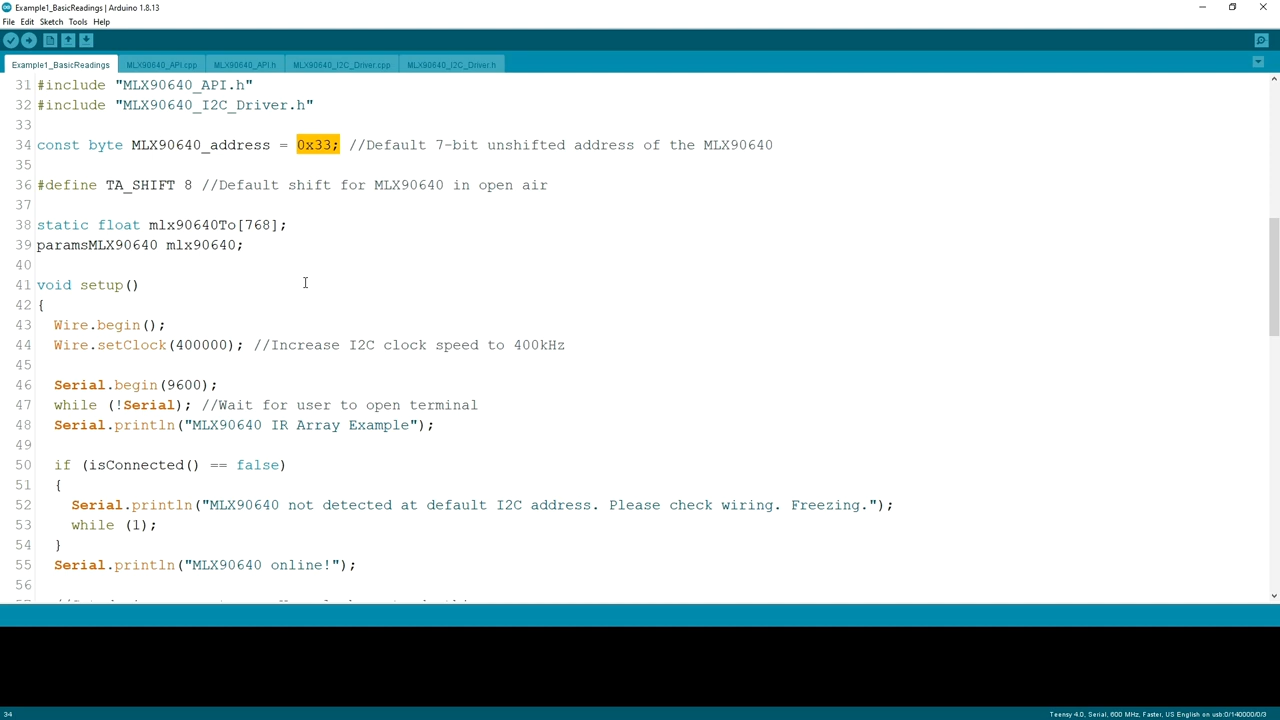 Example1_BasicReadings | Arduino 1.8.13
File Edit Sketch Tools Help
Example1_BasicReadings MLX90640_API.cpp MLX90640_API.h MLX90640_I2C_Driver.cpp MLX90640_I2C_Driver.h
31 #include "MLX90640_API.h"
32 #include "MLX90640_I2C_Driver.h"
33
34 const byte MLX90640_address = 0x33; //Default 7-bit unshifted address of the MLX90640
35
36 #define TA_SHIFT 8 //Default shift for MLX90640 in open air
37
38 static float mlx90640To[768];
39 paramsMLX90640 mlx90640;
40
41 void setup()
42 {
43 Wire.begin();
44 Wire.setClock(400000); //Increase I2C clock speed to 400kHz
45
46 Serial.begin(9600);
47 while (!Serial); //Wait for user to open terminal
48 Serial.println("MLX90640 IR Array Example");
49
50 if (isConnected() == false)
51 {
52 Serial.println("MLX90640 not detected at default I2C address. Please check wiring. Freezing.");
53 while (1);
54 }
55 Serial.println("MLX90640 online!");
56
34 Teensy 4.0, Serial, 600 MHz, Faster, US English on usb:0/140000/0/3